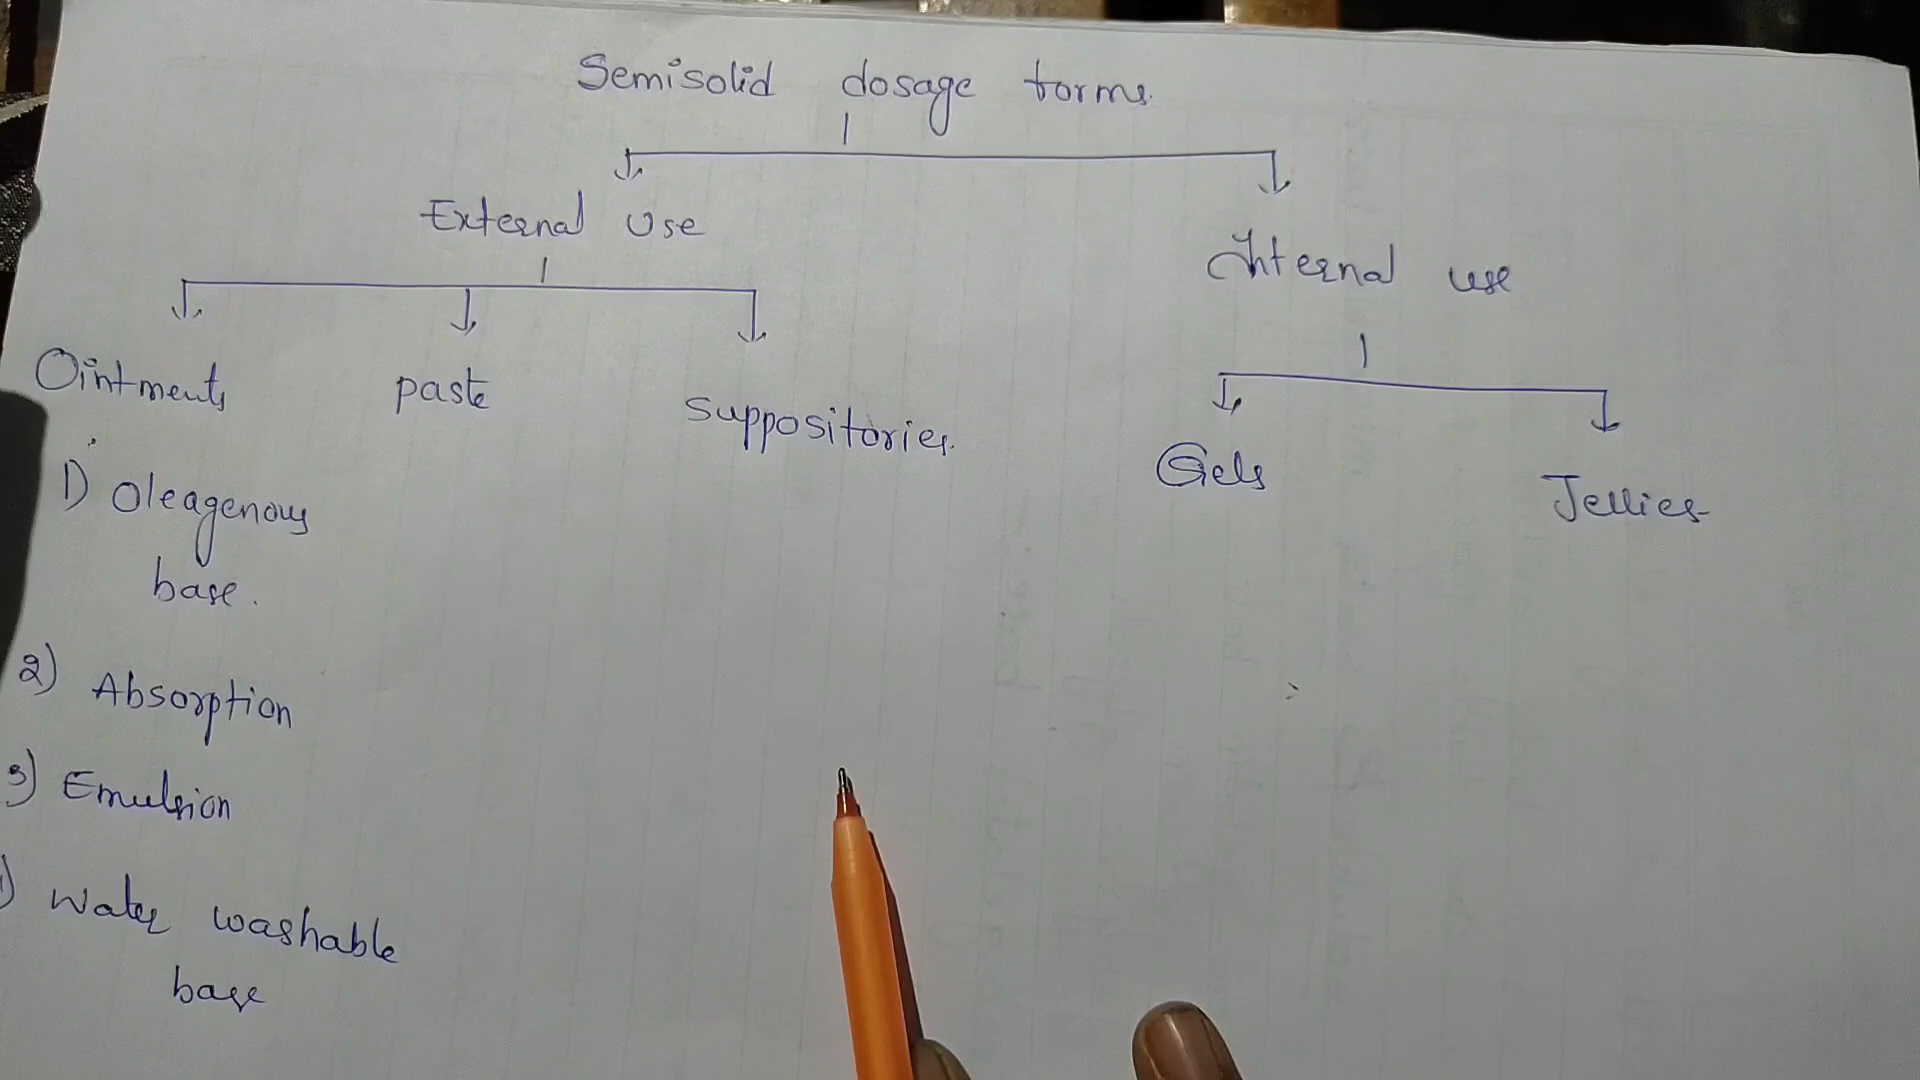 Semisolid dosage forms.
External Use
Internal use
Ointments
paste
Suppositories.
Gels
Jellies
1) Oleagenous
base.
2) Absorption
3) Emulsion
) Water washable
base